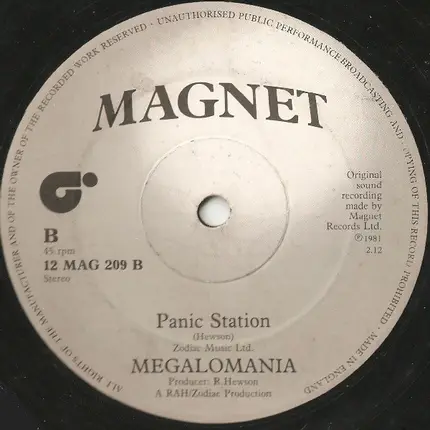 ALL RIGHTS OF THE MANUFACTURER AND OF THE OWNER OF THE RECORDED WORK RESERVED · UNAUTHORISED PUBLIC PERFORMANCE BROADCASTING AND COPYING OF THIS RECORD PROHIBITED · MADE IN ENGLAND
MAGNET
Original
sound
recording
made by
Magnet
Records Ltd.
℗1981
2.12
B
45 rpm
12 MAG 209 B
Stereo
Panic Station
(Hewson)
Zodiac Music Ltd.
MEGALOMANIA
Producer: R.Hewson
A RAH/Zodiac Production